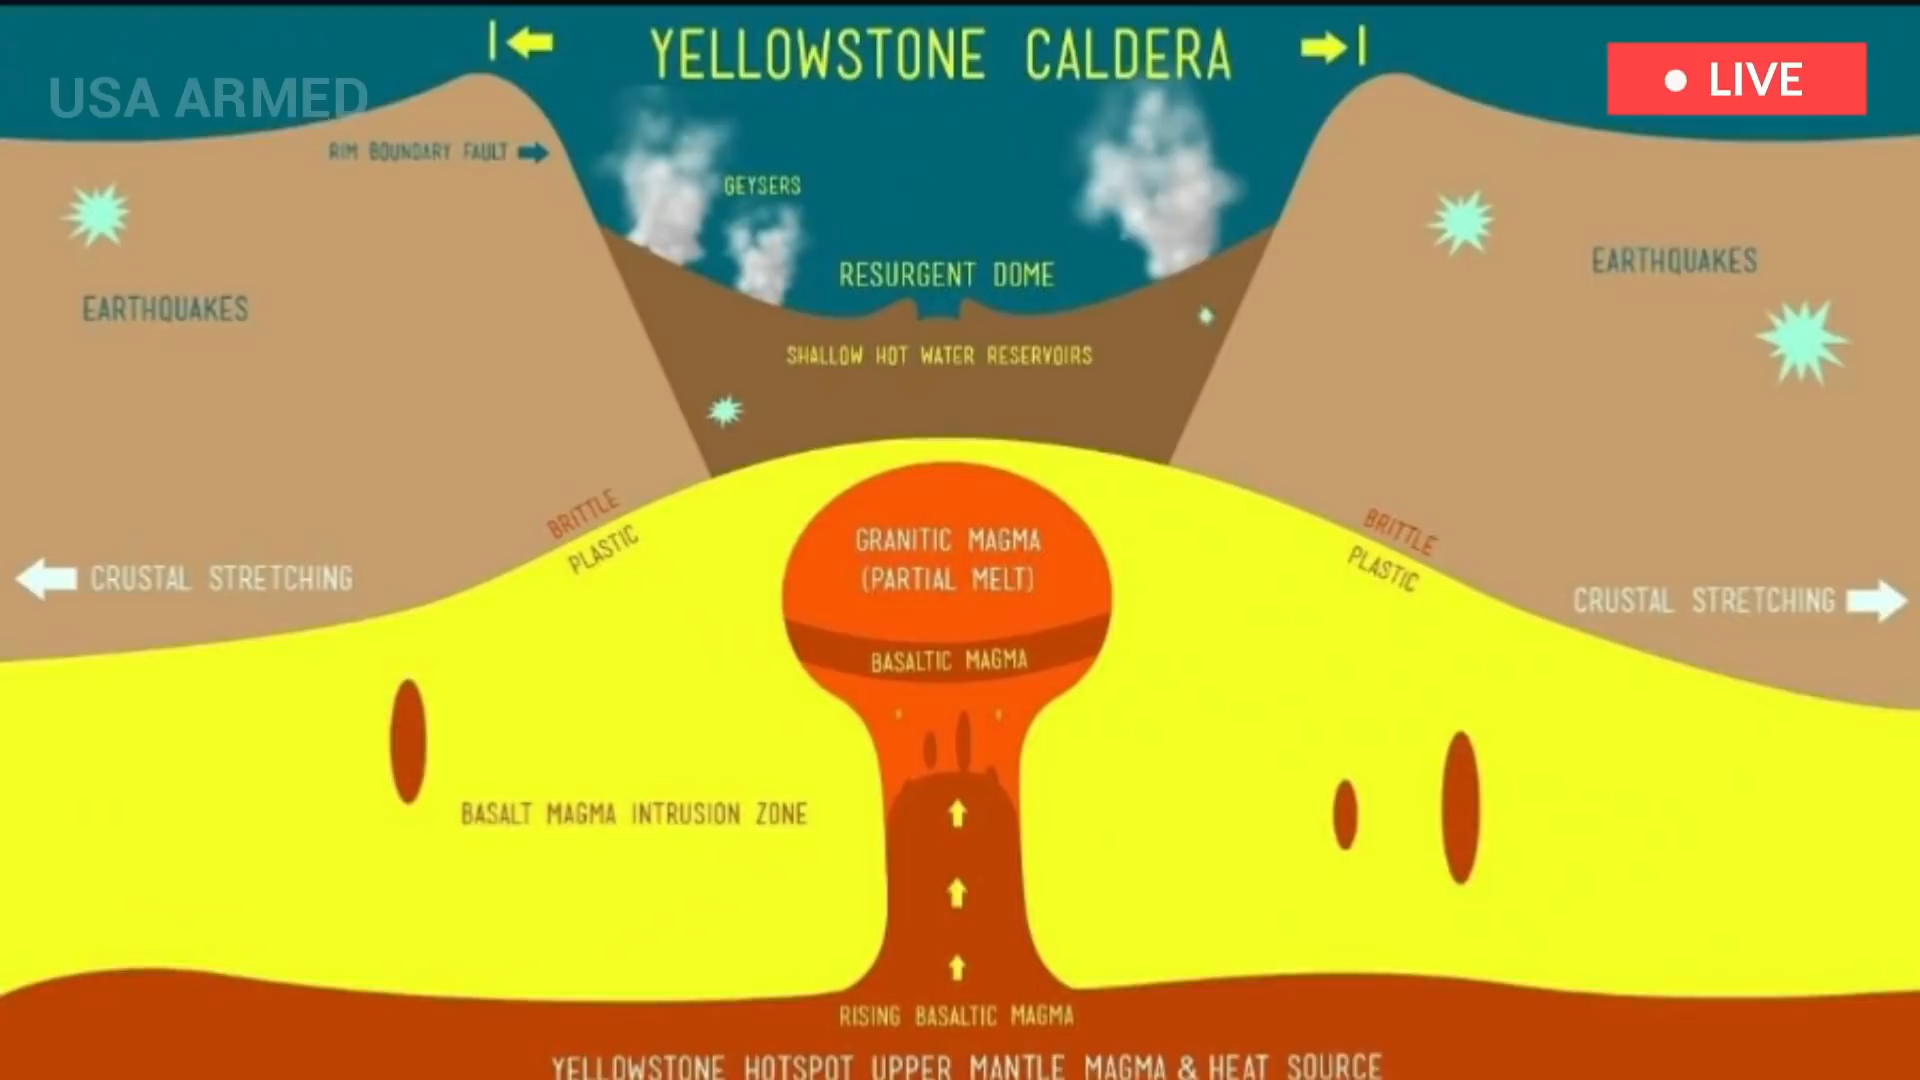 YELLOWSTONE CALDERA
LIVE
USA ARMED
RIM BOUNDARY FAULT
GEYSERS
RESURGENT DOME
EARTHQUAKES
EARTHQUAKES
SHALLOW HOT WATER RESERVOIRS
BRITTLE
PLASTIC
BRITTLE
PLASTIC
GRANITIC MAGMA
(PARTIAL MELT)
CRUSTAL STRETCHING
CRUSTAL STRETCHING
BASALTIC MAGMA
BASALT MAGMA INTRUSION ZONE
RISING BASALTIC MAGMA
YELLOWSTONE HOTSPOT UPPER MANTLE MAGMA & HEAT SOURCE